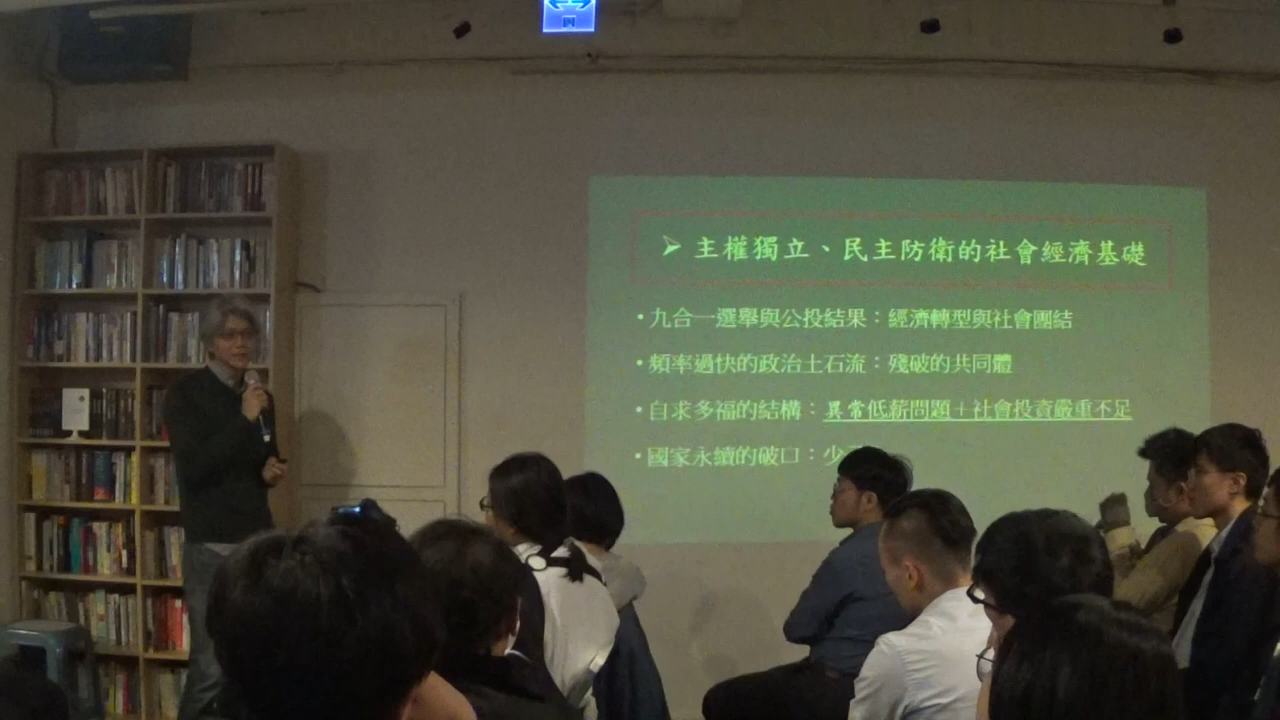 ➢ 主權獨立、民主防衛的社會經濟基礎
• 九合一選舉與公投結果：經濟轉型與社會團結
• 頻率過快的政治土石流：殘破的共同體
• 自求多福的結構：異常低薪問題＋社會投資嚴重不足
• 國家永續的破口：少